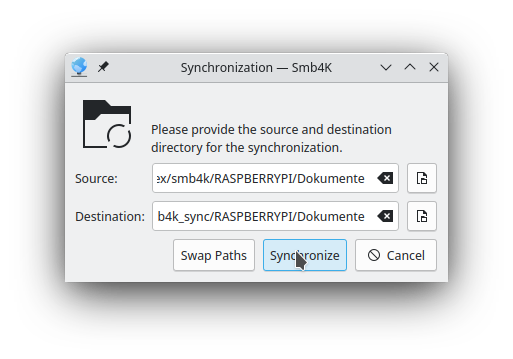 Synchronization — Smb4K
Please provide the source and destination
directory for the synchronization.
Source: x/smb4k/RASPBERRYPI/Dokumente
Destination: b4k_sync/RASPBERRYPI/Dokumente
Swap Paths Synchronize Cancel